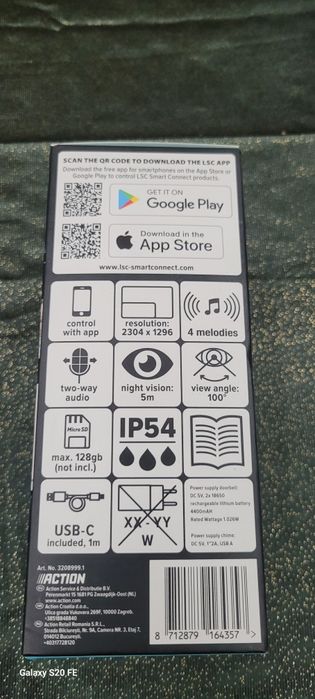 SCAN THE QR CODE TO DOWNLOAD THE LSC APP
Download the free app for smartphones on the App Store or
Google Play to control LSC Smart Connect products.
GET IT ON
Google Play
Download in the
App Store
www.lsc-smartconnect.com
control
with app
resolution:
2304 x 1296
4 melodies
two-way
audio
night vision:
5m
view angle:
100°
Micro SD
max. 128gb
(not incl.)
IP54
USB-C
included, 1m
XX-YY
W
Power supply doorbell:
DC 5V, 2x 18650
rechargeable lithium battery
4400mAH
Rated Wattage 1.026W
Power supply chime:
DC 5V, 1"2A, USB A
Art. No. 3208999.1
ACTION
Action Service & Distributie B.V.
Perenmarkt 15 1681 PG Zwaagdijk-Oost (NL)
www.action.com
Action Croatia d.o.o.,
Ulica grada Vukovara 269F, 10000 Zagreb.
+38518848840
Action Retail Romania S.R.L.,
Strada Băiculești, Nr. 9A, Camera NR. 3, Etaj 7,
014012 București.
+40317728120
8 712879 164357 >
Galaxy S20 FE